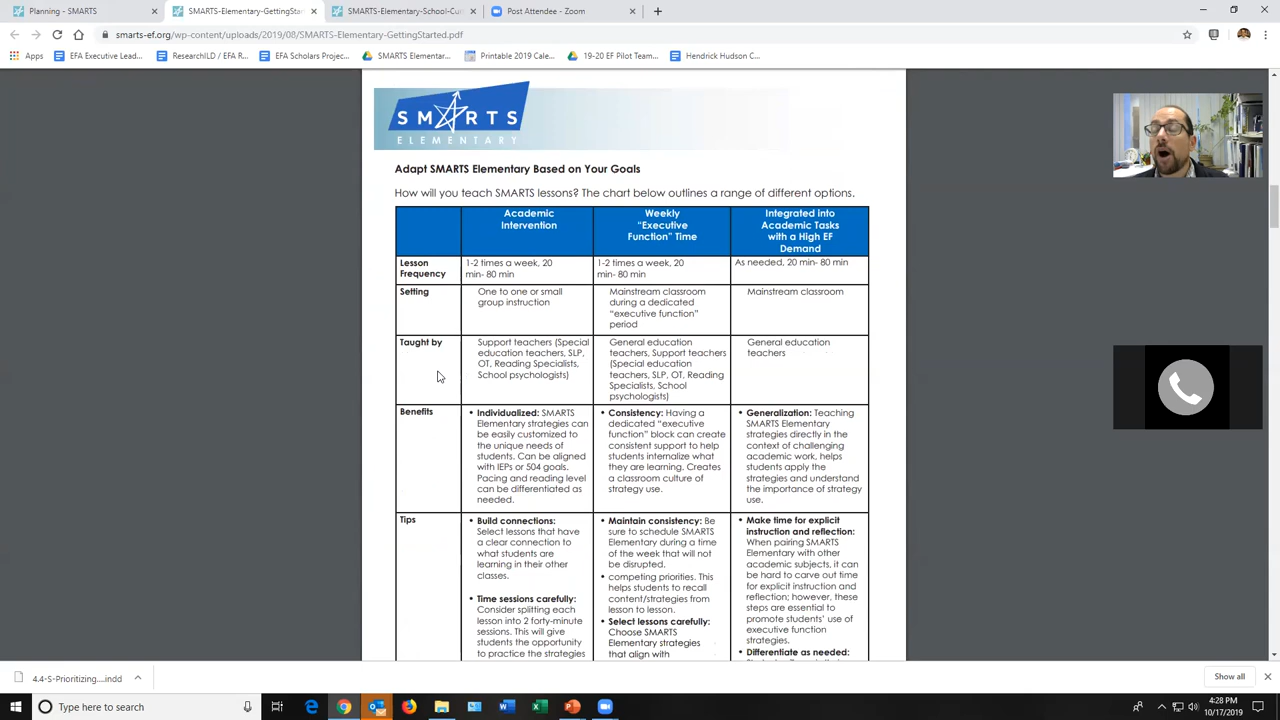 Planning - SMARTS
SMARTS-Elementary-GettingStar
SMARTS-Elementary-School-Cur
Post Attendee - Zoom
smarts-ef.org/wp-content/uploads/2019/08/SMARTS-Elementary-GettingStarted.pdf
Apps
EFA Executive Lead...
ResearchILD / EFA R...
EFA Scholars Projec...
SMARTS Elementar...
Printable 2019 Cale...
19-20 EF Pilot Team...
Hendrick Hudson C...
SMARTS
ELEMENTARY
Adapt SMARTS Elementary Based on Your Goals
How will you teach SMARTS lessons? The chart below outlines a range of different options.
Academic
Intervention
Weekly
“Executive
Function” Time
Integrated into
Academic Tasks
with a High EF
Demand
Lesson
Frequency
1-2 times a week, 20
min- 80 min
1-2 times a week, 20
min- 80 min
As needed, 20 min- 80 min
Setting
One to one or small
group instruction
Mainstream classroom
during a dedicated
“executive function”
period
Mainstream classroom
Taught by
Support teachers (Special
education teachers, SLP,
OT, Reading Specialists,
School psychologists)
General education
teachers, Support teachers
(Special education
teachers, SLP, OT, Reading
Specialists, School
psychologists)
General education
teachers
Benefits
• Individualized: SMARTS
Elementary strategies can
be easily customized to
the unique needs of
students. Can be aligned
with IEPs or 504 goals.
Pacing and reading level
can be differentiated as
needed.
• Consistency: Having a
dedicated “executive
function” block can create
consistent support to help
students internalize what
they are learning. Creates
a classroom culture of
strategy use.
• Generalization: Teaching
SMARTS Elementary
strategies directly in the
context of challenging
academic work, helps
students apply the
strategies and understand
the importance of strategy
use.
Tips
• Build connections:
Select lessons that have
a clear connection to
what students are
learning in their other
classes.
• Time sessions carefully:
Consider splitting each
lesson into 2 forty-minute
sessions. This will give
students the opportunity
to practice the strategies
• Maintain consistency: Be
sure to schedule SMARTS
Elementary during a time
of the week that will not
be disrupted.
• competing priorities. This
helps students to recall
content/strategies from
lesson to lesson.
• Select lessons carefully:
Choose SMARTS
Elementary strategies
that align with
• Make time for explicit
instruction and reflection:
When pairing SMARTS
Elementary with other
academic subjects, it can
be hard to carve out time
for explicit instruction and
reflection; however, these
steps are essential to
promote students’ use of
executive function
strategies.
• Differentiate as needed:
4.4-S-Prioritizing....indd
Show all
Type here to search
4:28 PM
10/17/2019